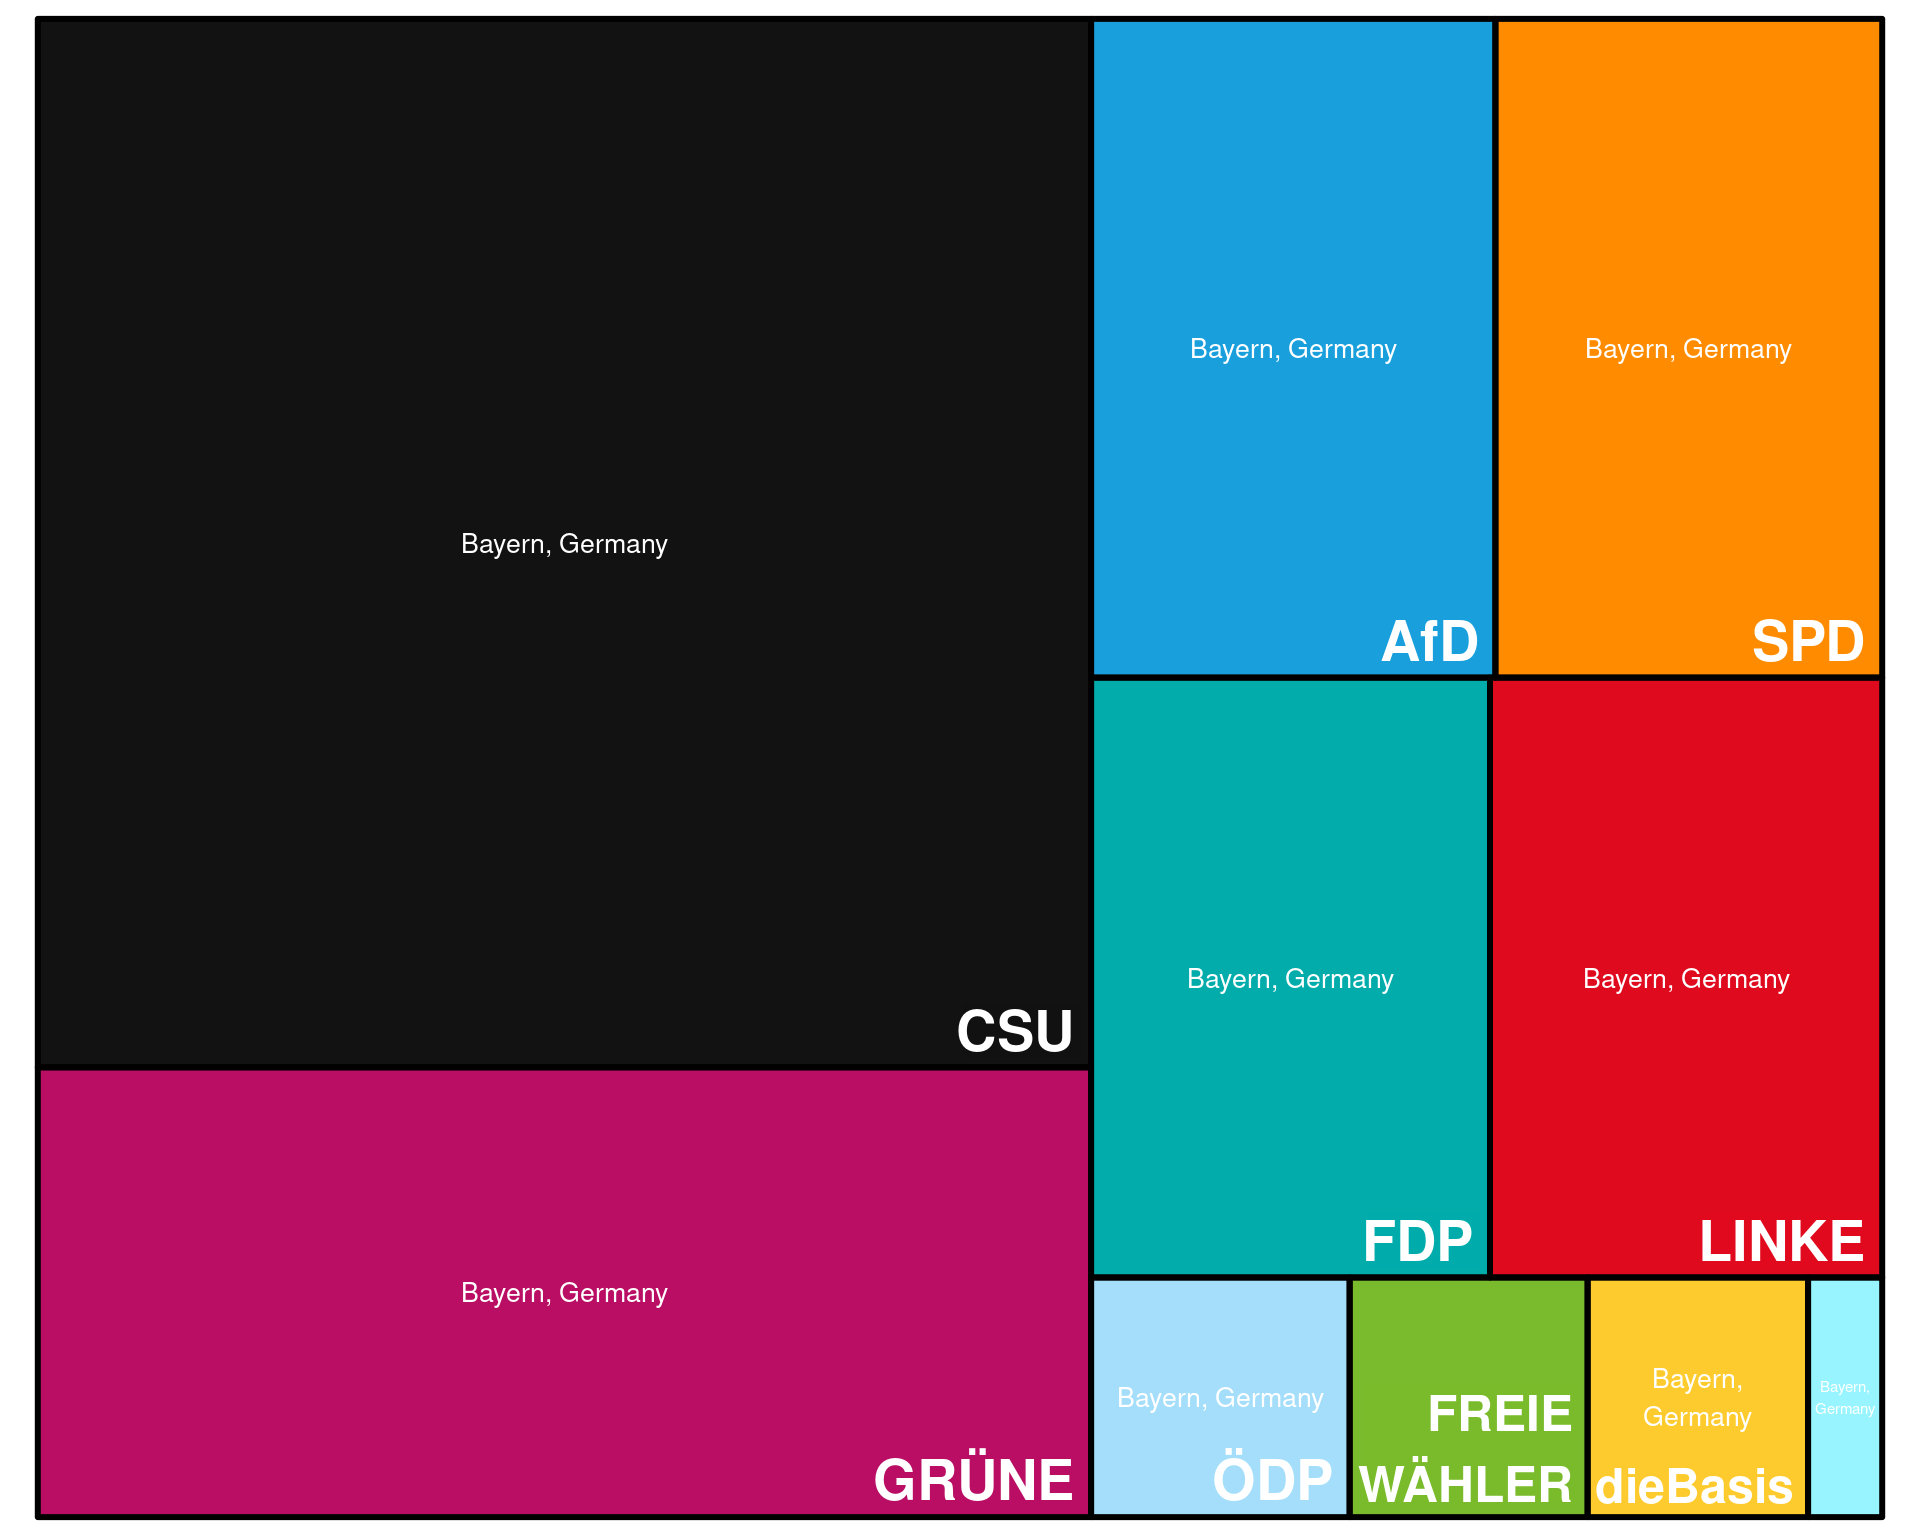 Bayern, Germany
CSU
Bayern, Germany
GRÜNE
Bayern, Germany
AfD
Bayern, Germany
SPD
Bayern, Germany
FDP
Bayern, Germany
LINKE
Bayern, Germany
ÖDP
FREIE
WÄHLER
Bayern,
Germany
dieBasis
Bayern,
Germany